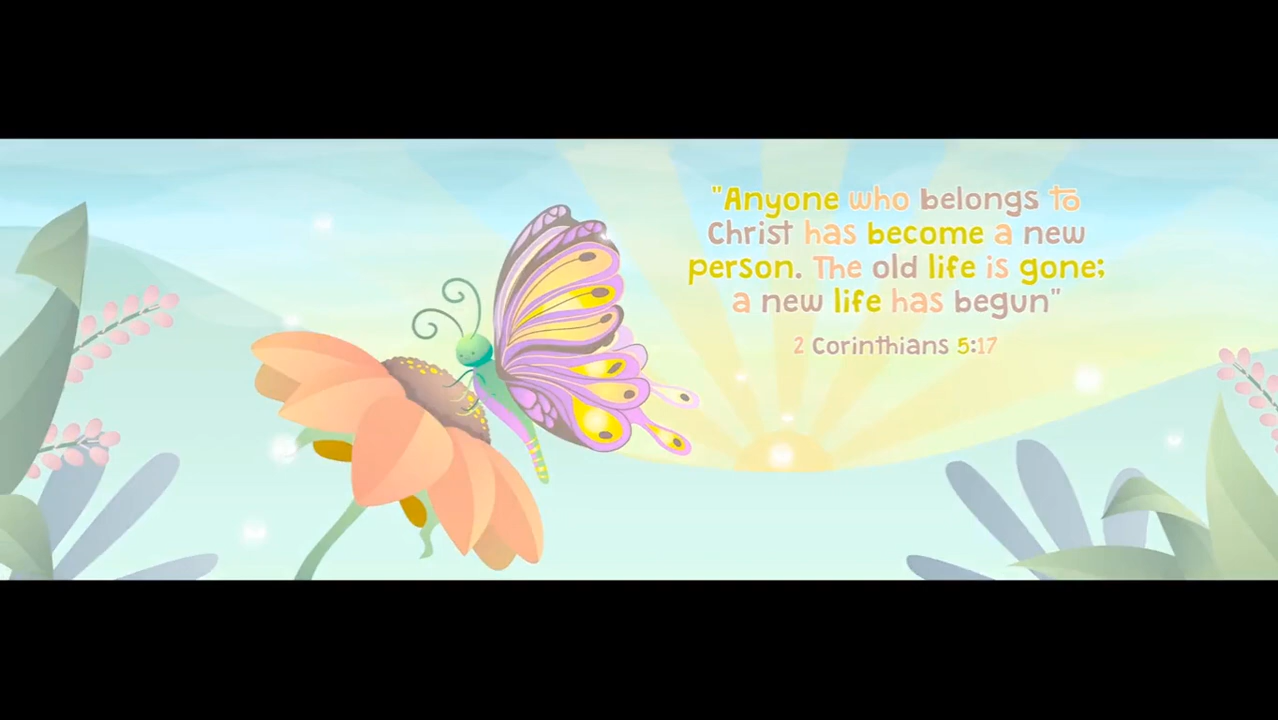 "Anyone who belongs to
Christ has become a new
person. The old life is gone;
a new life has begun"
2 Corinthians 5:17